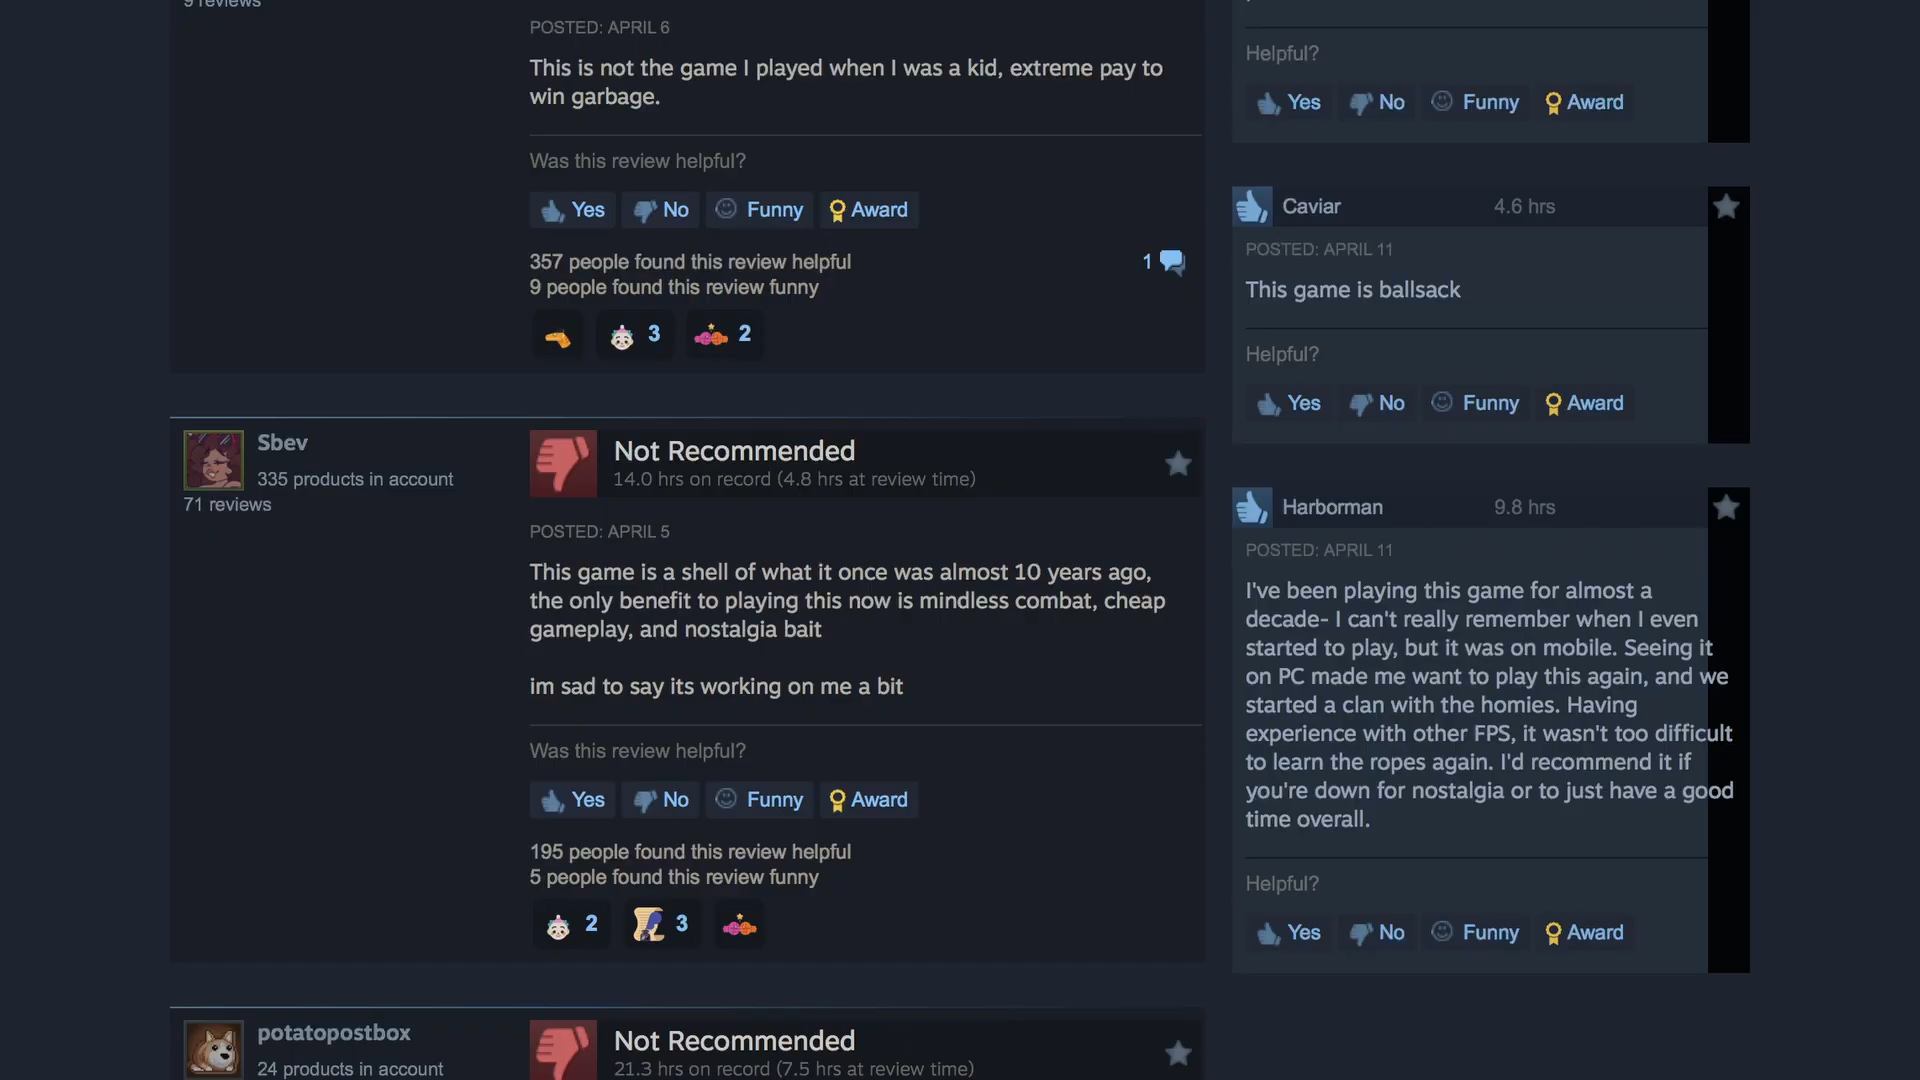 9 reviews
POSTED: APRIL 6
This is not the game I played when I was a kid, extreme pay to
win garbage.
Was this review helpful?
Yes
No
Funny
Award
357 people found this review helpful
9 people found this review funny
1
3
2
Sbev
335 products in account
71 reviews
Not Recommended
14.0 hrs on record (4.8 hrs at review time)
POSTED: APRIL 5
This game is a shell of what it once was almost 10 years ago,
the only benefit to playing this now is mindless combat, cheap
gameplay, and nostalgia bait
im sad to say its working on me a bit
Was this review helpful?
Yes
No
Funny
Award
195 people found this review helpful
5 people found this review funny
2
3
potatopostbox
24 products in account
Not Recommended
21.3 hrs on record (7.5 hrs at review time)
Helpful?
Yes
No
Funny
Award
Caviar
4.6 hrs
POSTED: APRIL 11
This game is ballsack
Helpful?
Yes
No
Funny
Award
Harborman
9.8 hrs
POSTED: APRIL 11
I've been playing this game for almost a
decade- I can't really remember when I even
started to play, but it was on mobile. Seeing it
on PC made me want to play this again, and we
started a clan with the homies. Having
experience with other FPS, it wasn't too difficult
to learn the ropes again. I'd recommend it if
you're down for nostalgia or to just have a good
time overall.
Helpful?
Yes
No
Funny
Award